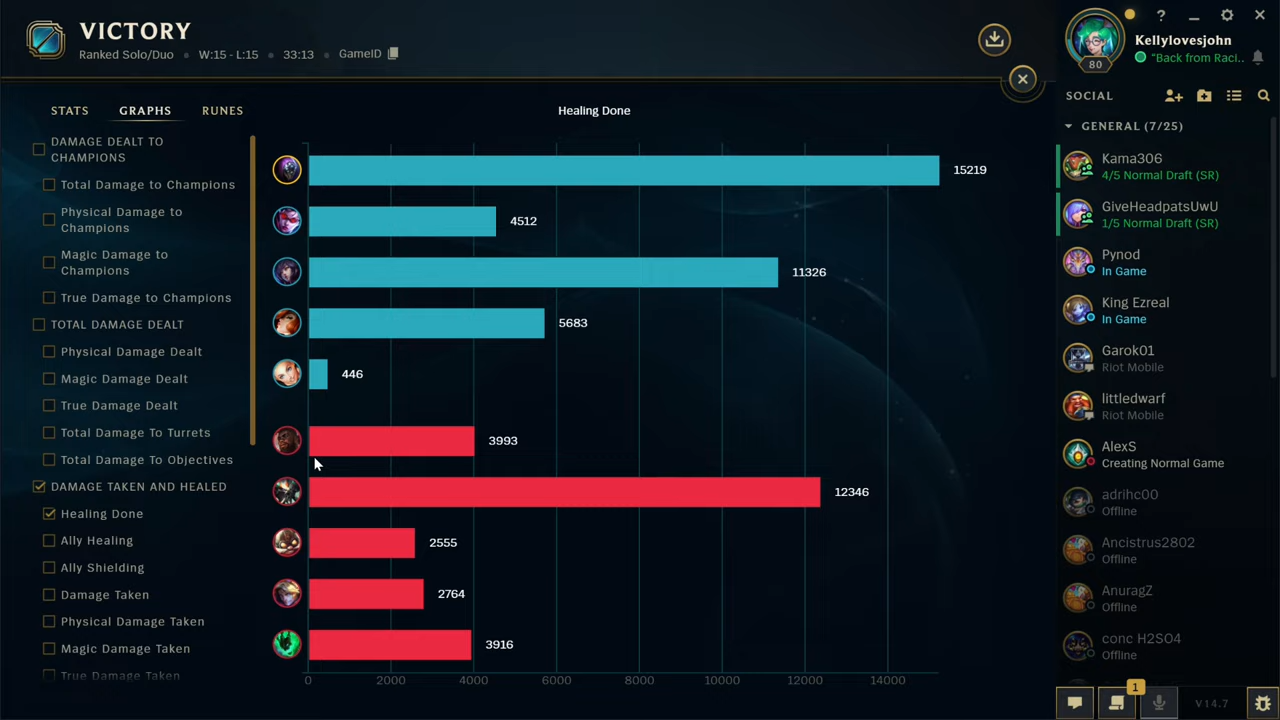 VICTORY
Ranked Solo/Duo • W:15 - L:15 • 33:13 GameID
STATS GRAPHS RUNES
DAMAGE DEALT TO
CHAMPIONS
Total Damage to Champions
Physical Damage to
Champions
Magic Damage to
Champions
True Damage to Champions
TOTAL DAMAGE DEALT
Physical Damage Dealt
Magic Damage Dealt
True Damage Dealt
Total Damage To Turrets
Total Damage To Objectives
DAMAGE TAKEN AND HEALED
Healing Done
Ally Healing
Ally Shielding
Damage Taken
Physical Damage Taken
Magic Damage Taken
True Damage Taken
Healing Done
15219
4512
11326
5683
446
3993
12346
2555
2764
3916
0 2000 4000 6000 8000 10000 12000 14000
?
80
Kellylovesjohn
"Back from Raci..
SOCIAL
GENERAL (7/25)
Kama306
4/5 Normal Draft (SR)
GiveHeadpatsUwU
1/5 Normal Draft (SR)
Pynod
In Game
King Ezreal
In Game
Garok01
Riot Mobile
littledwarf
Riot Mobile
AlexS
Creating Normal Game
adrihc00
Offline
Ancistrus2802
Offline
AnuragZ
Offline
conc H2SO4
Offline
1
V14.7